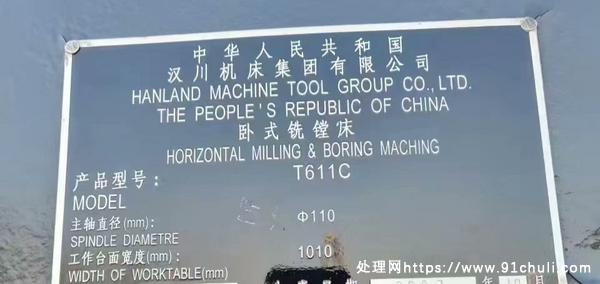 中华人民共和国
汉川机床集团有限公司
HANLAND MACHINE TOOL GROUP CO.,LTD.
THE PEOPLE'S REPUBLIC OF CHINA
卧式铣镗床
HORIZONTAL MILLING & BORING MACHING
产品型号: T611C
MODEL
主轴直径(mm): Φ110
SPINDLE DIAMETRE
工作台面宽度(mm): 1010
WIDTH OF WORKTABLE(mm)
处理网https://www.91chuli.com/